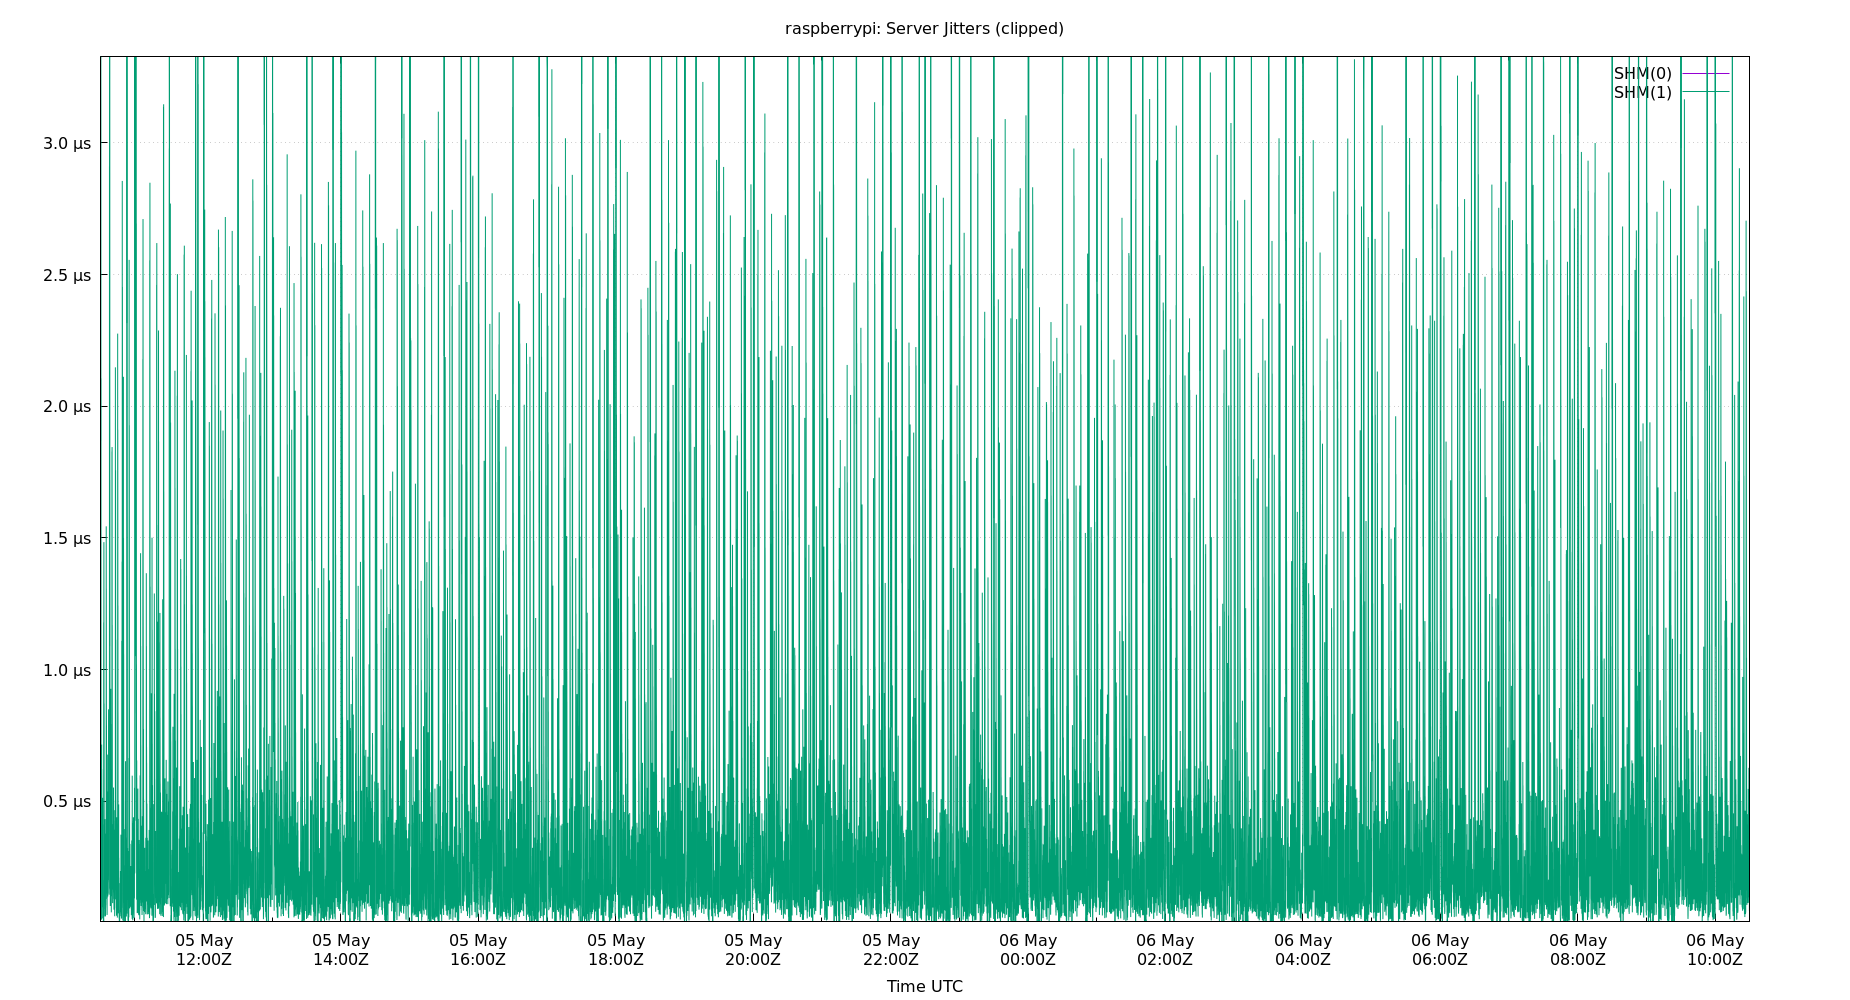 raspberrypi: Server Jitters (clipped)
SHM(0)
SHM(1)
3.0 µs
2.5 µs
2.0 µs
1.5 µs
1.0 µs
0.5 µs
05 May 05 May 05 May 05 May 05 May 05 May 06 May 06 May 06 May 06 May 06 May 06 May
12:00Z 14:00Z 16:00Z 18:00Z 20:00Z 22:00Z 00:00Z 02:00Z 04:00Z 06:00Z 08:00Z 10:00Z
Time UTC